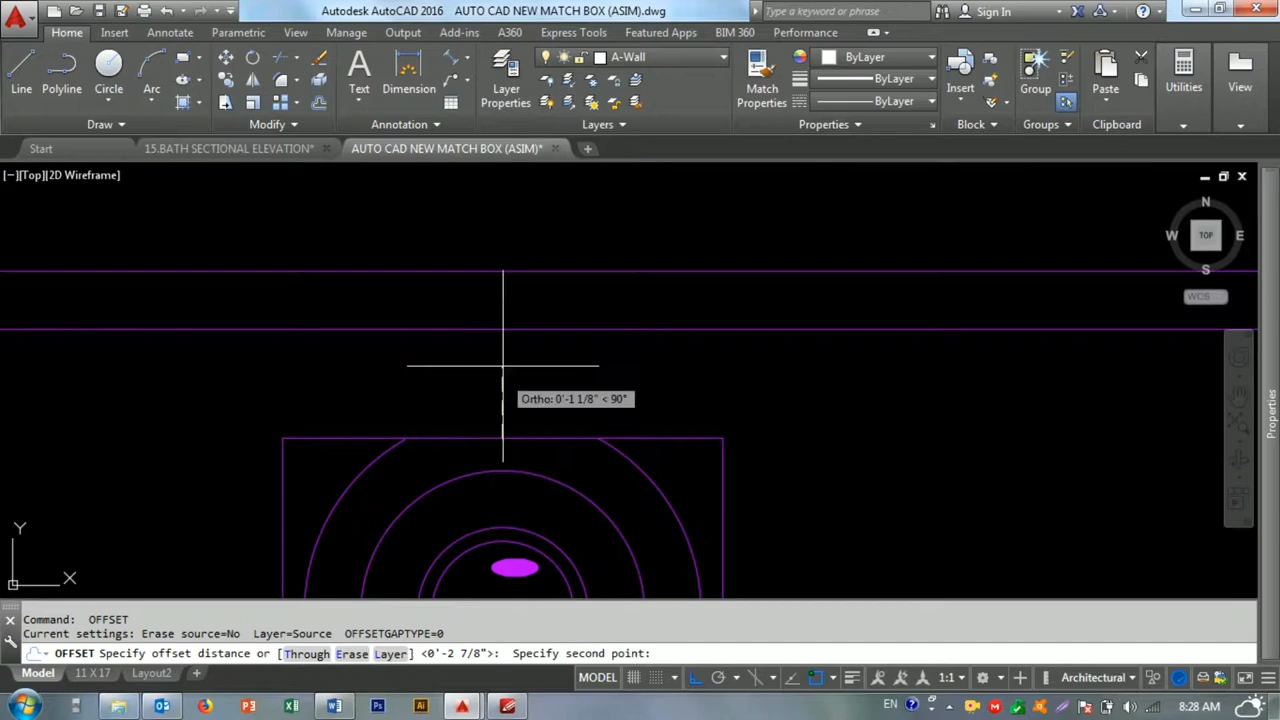 Autodesk AutoCAD 2016    AUTO CAD NEW MATCH BOX (ASIM).dwg
Type a keyword or phrase
Sign In
Home Insert Annotate Parametric View Manage Output Add-ins A360 Express Tools Featured Apps BIM 360 Performance
A-Wall
ByLayer
ByLayer
ByLayer
Line Polyline Circle Arc
Text Dimension
Layer Properties
Match Properties
Insert
Group
Paste
Utilities
View
Draw Modify Annotation Layers Properties Block Groups Clipboard
Start 15.BATH SECTIONAL ELEVATION* AUTO CAD NEW MATCH BOX (ASIM)*
[−][Top][2D Wireframe]
N
W TOP E
S
WCS
Ortho: 0'-1 1/8" < 90°
Properties
Y
X
Command: OFFSET
Current settings: Erase source=No Layer=Source OFFSETGAPTYPE=0
OFFSET Specify offset distance or [Through Erase Layer] <0'-2 7/8">: Specify second point:
Model 11 X 17 Layout2
MODEL
1:1
Architectural
EN
8:28 AM